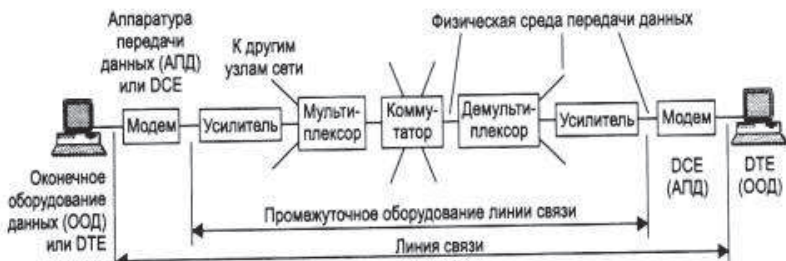 Аппаратура
передачи
данных (АПД)
или DCE
К другим
узлам сети
Физическая среда передачи данных
Модем
Усилитель
Мульти-
плексор
Комму-
татор
Демульти-
плексор
Усилитель
Модем
Оконечное
оборудование
данных (ООД)
или DTE
DCE
(АПД)
DTE
(ООД)
Промежуточное оборудование линии связи
Линия связи